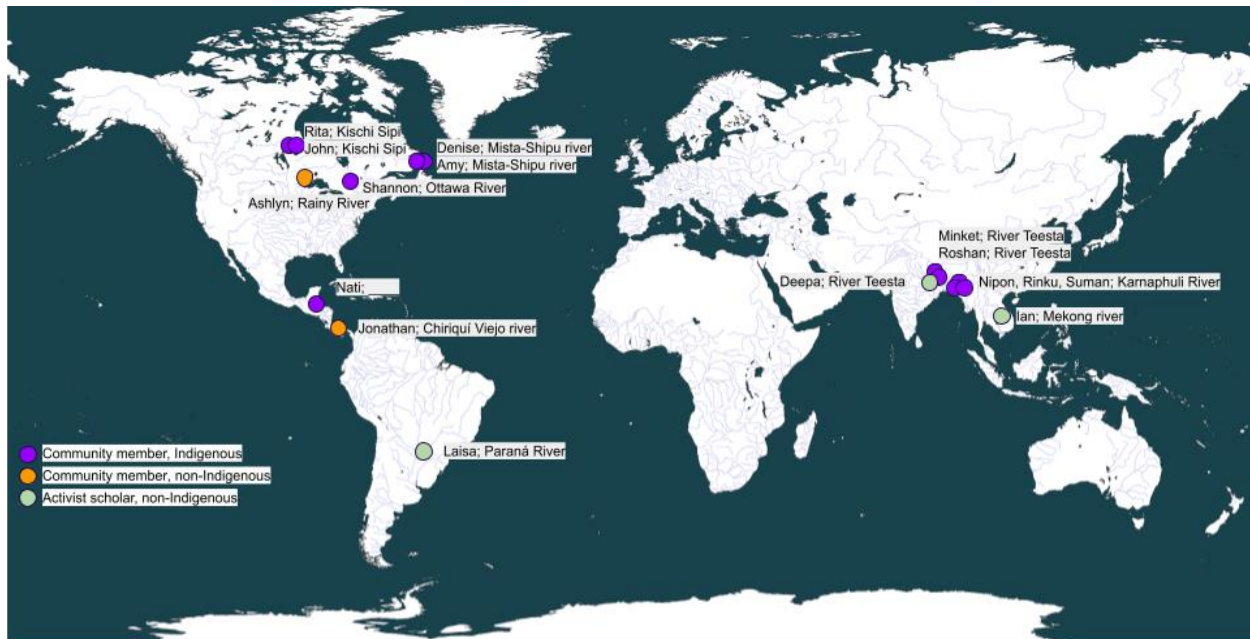 Rita; Kischi Sipi
John; Kischi Sipi
Denise; Mista-Shipu river
Amy; Mista-Shipu river
Shannon; Ottawa River
Ashlyn; Rainy River
Minket; River Teesta
Roshan; River Teesta
Deepa; River Teesta
Nipon, Rinku, Suman; Karnaphuli River
Nati;
Ian; Mekong river
Jonathan; Chiriquí Viejo river
Laisa; Paraná River
Community member, Indigenous
Community member, non-Indigenous
Activist scholar, non-Indigenous